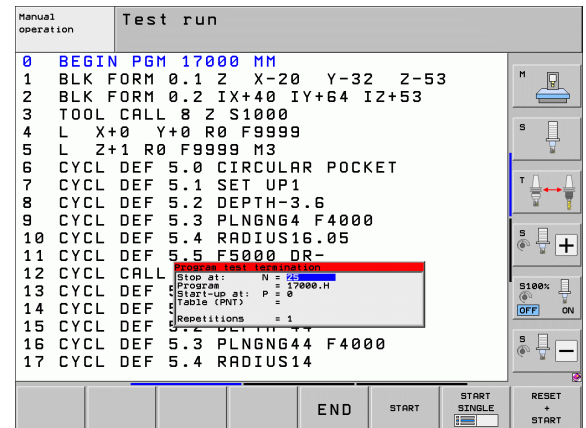 Manual
operation
Test run
0 BEGIN PGM 17000 MM
1 BLK FORM 0.1 Z X-20 Y-32 Z-53
2 BLK FORM 0.2 IX+40 IY+64 IZ+53
3 TOOL CALL 8 Z S1000
4 L X+0 Y+0 R0 F9999
5 L Z+1 R0 F9999 M3
6 CYCL DEF 5.0 CIRCULAR POCKET
7 CYCL DEF 5.1 SET UP1
8 CYCL DEF 5.2 DEPTH-3.6
9 CYCL DEF 5.3 PLNGNG4 F4000
10 CYCL DEF 5.4 RADIUS16.05
11 CYCL DEF 5.5 F5000 DR-
12 CYCL CALL
13 CYCL DEF
14 CYCL DEF
15 CYCL DEF 5.2 DEPTH-44
16 CYCL DEF 5.3 PLNGNG44 F4000
17 CYCL DEF 5.4 RADIUS14
Program test termination
Stop at: N = 25
Program = 17000.H
Start-up at: P = 0
Table (PNT) =
Repetitions = 1
M
S
T
S
+
S100%
OFF ON
S
-
END
START
START
SINGLE
RESET
+
START